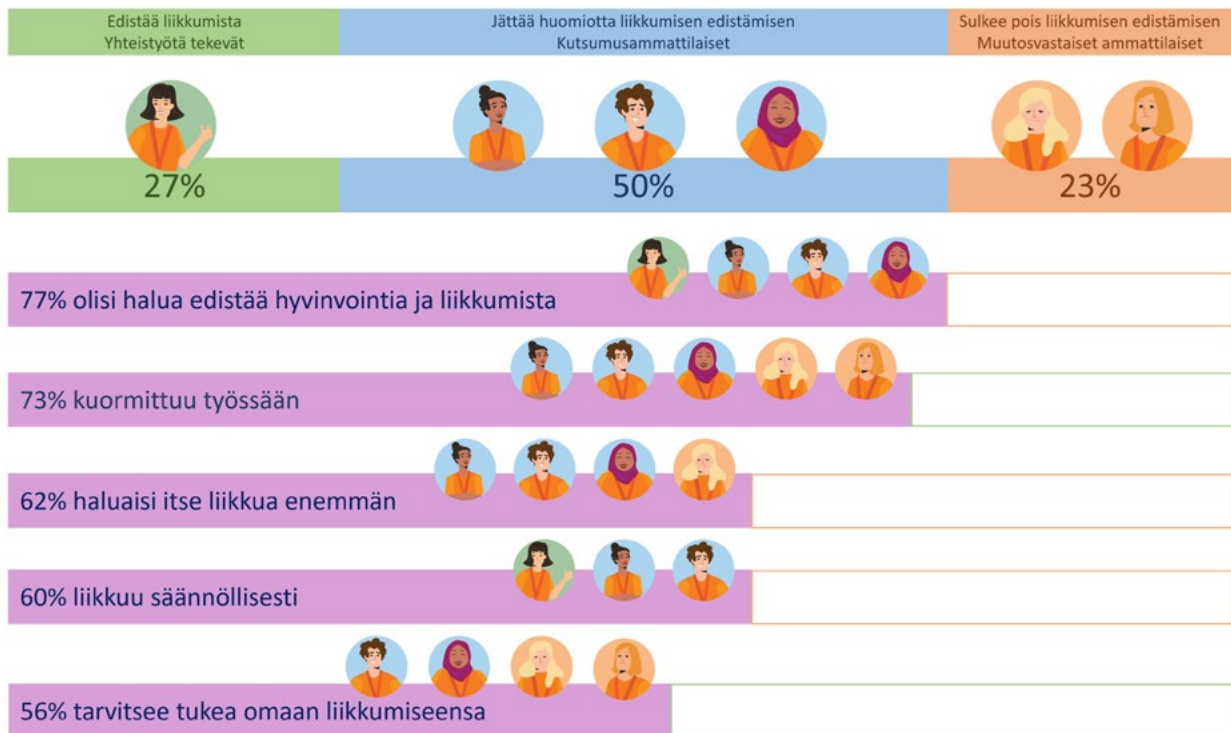 Edistää liikkumista
Yhteistyötä tekevät
Jättää huomiotta liikkumisen edistämisen
Kutsumusammattilaiset
Sulkee pois liikkumisen edistämisen
Muutosvastaiset ammattilaiset
27%
50%
23%
77% olisi halua edistää hyvinvointia ja liikkumista
73% kuormittuu työssään
62% haluaisi itse liikkua enemmän
60% liikkuu säännöllisesti
56% tarvitsee tukea omaan liikkumiseensa